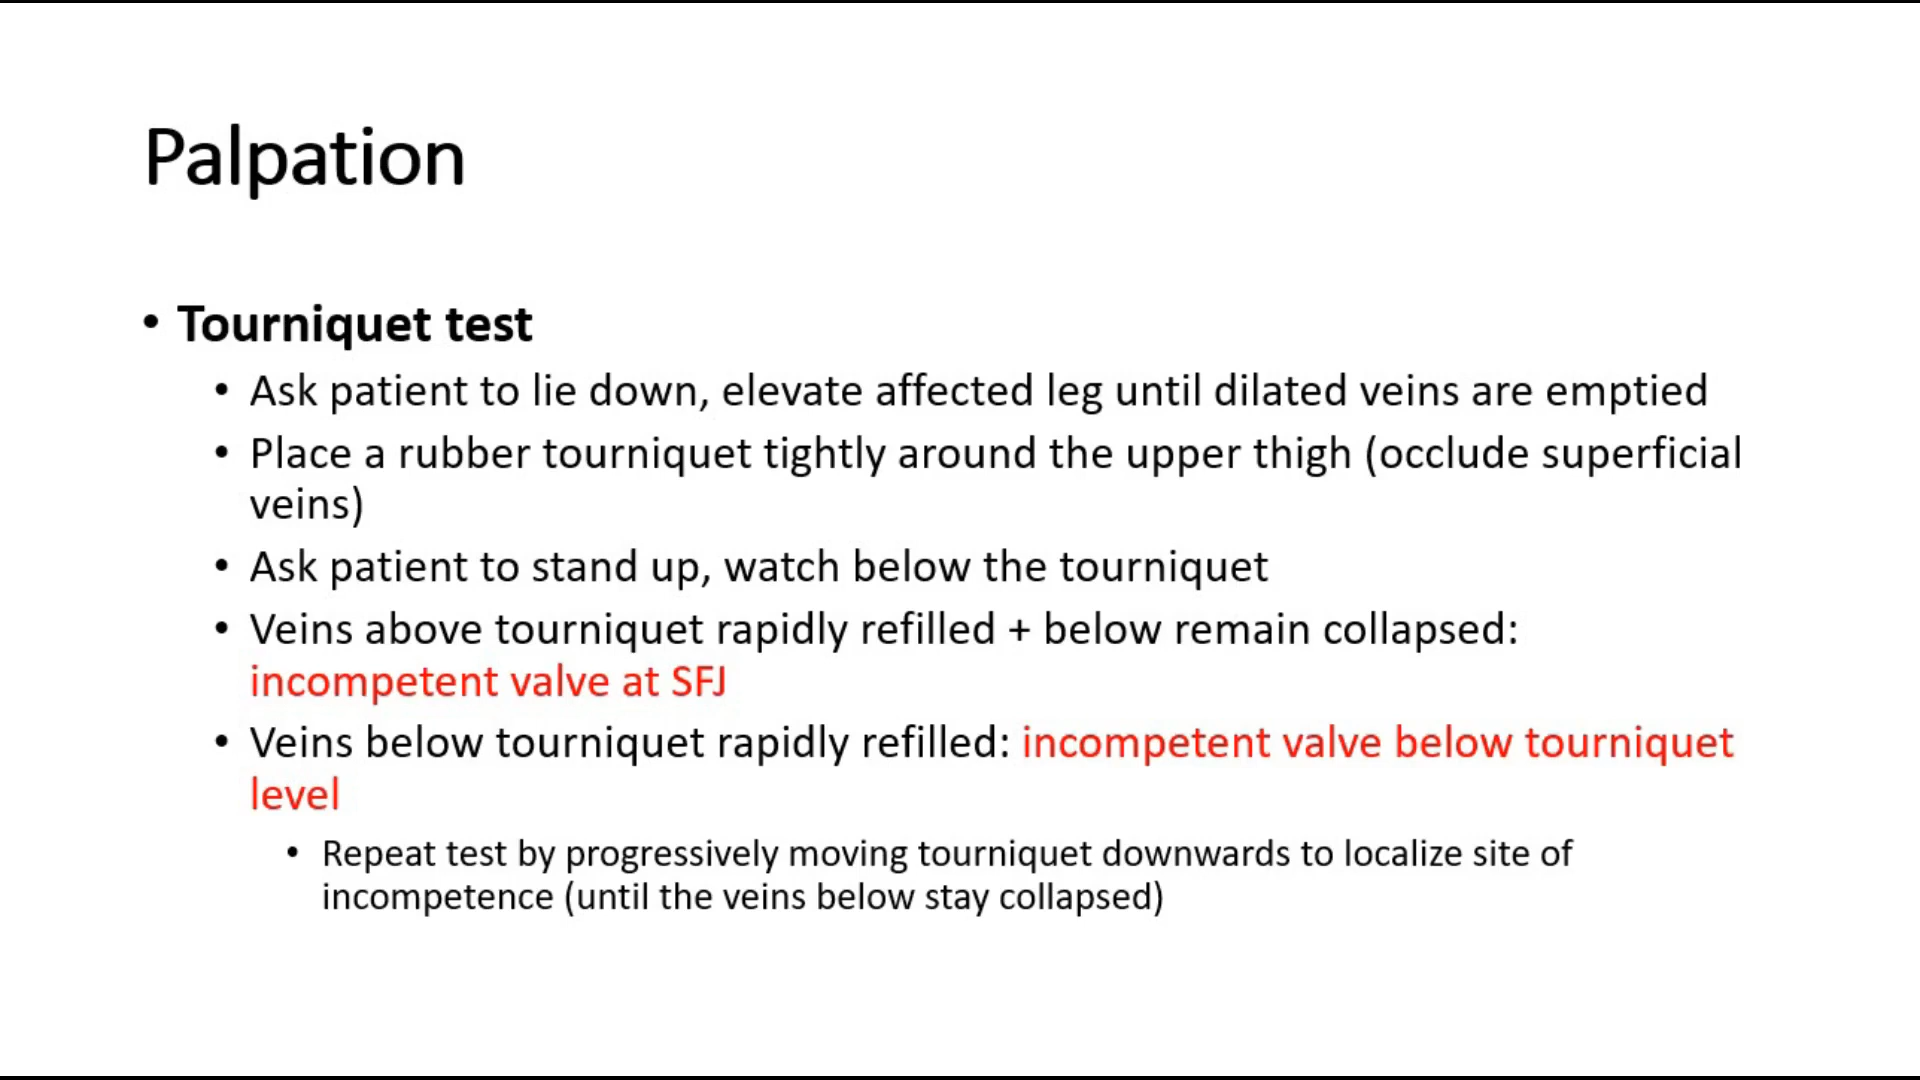 Palpation
• Tourniquet test
• Ask patient to lie down, elevate affected leg until dilated veins are emptied
• Place a rubber tourniquet tightly around the upper thigh (occlude superficial
veins)
• Ask patient to stand up, watch below the tourniquet
• Veins above tourniquet rapidly refilled + below remain collapsed:
incompetent valve at SFJ
• Veins below tourniquet rapidly refilled: incompetent valve below tourniquet
level
• Repeat test by progressively moving tourniquet downwards to localize site of
incompetence (until the veins below stay collapsed)